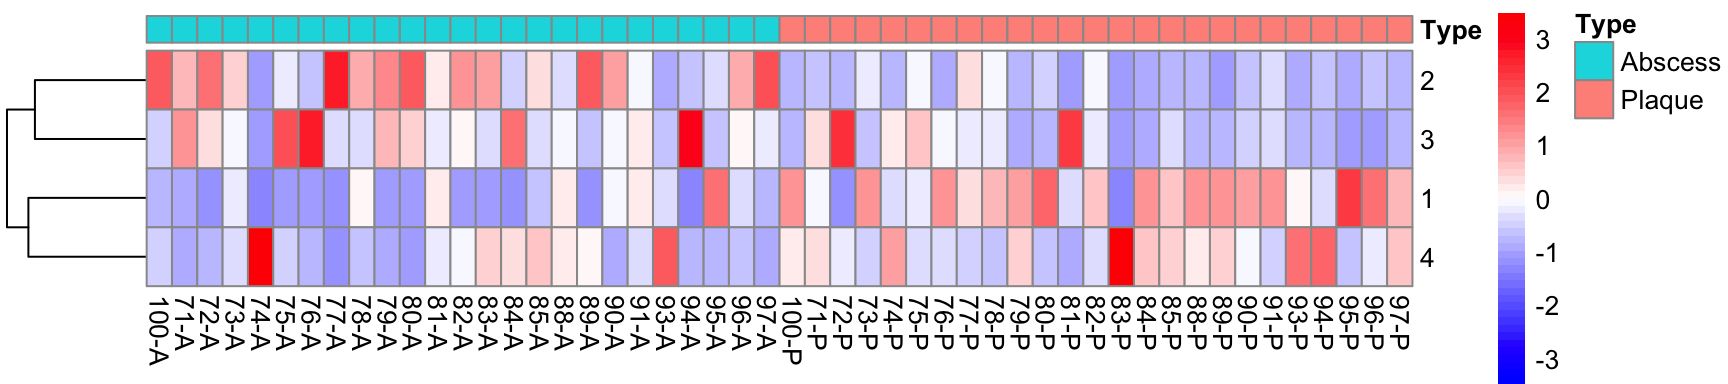 Type
2
3
1
4
100-A
71-A
72-A
73-A
74-A
75-A
76-A
77-A
78-A
79-A
80-A
81-A
82-A
83-A
84-A
85-A
88-A
89-A
90-A
91-A
93-A
94-A
95-A
96-A
97-A
100-P
71-P
72-P
73-P
74-P
75-P
76-P
77-P
78-P
79-P
80-P
81-P
82-P
83-P
84-P
85-P
88-P
89-P
90-P
91-P
93-P
94-P
95-P
96-P
97-P
3
2
1
0
-1
-2
-3
Type
Abscess
Plaque